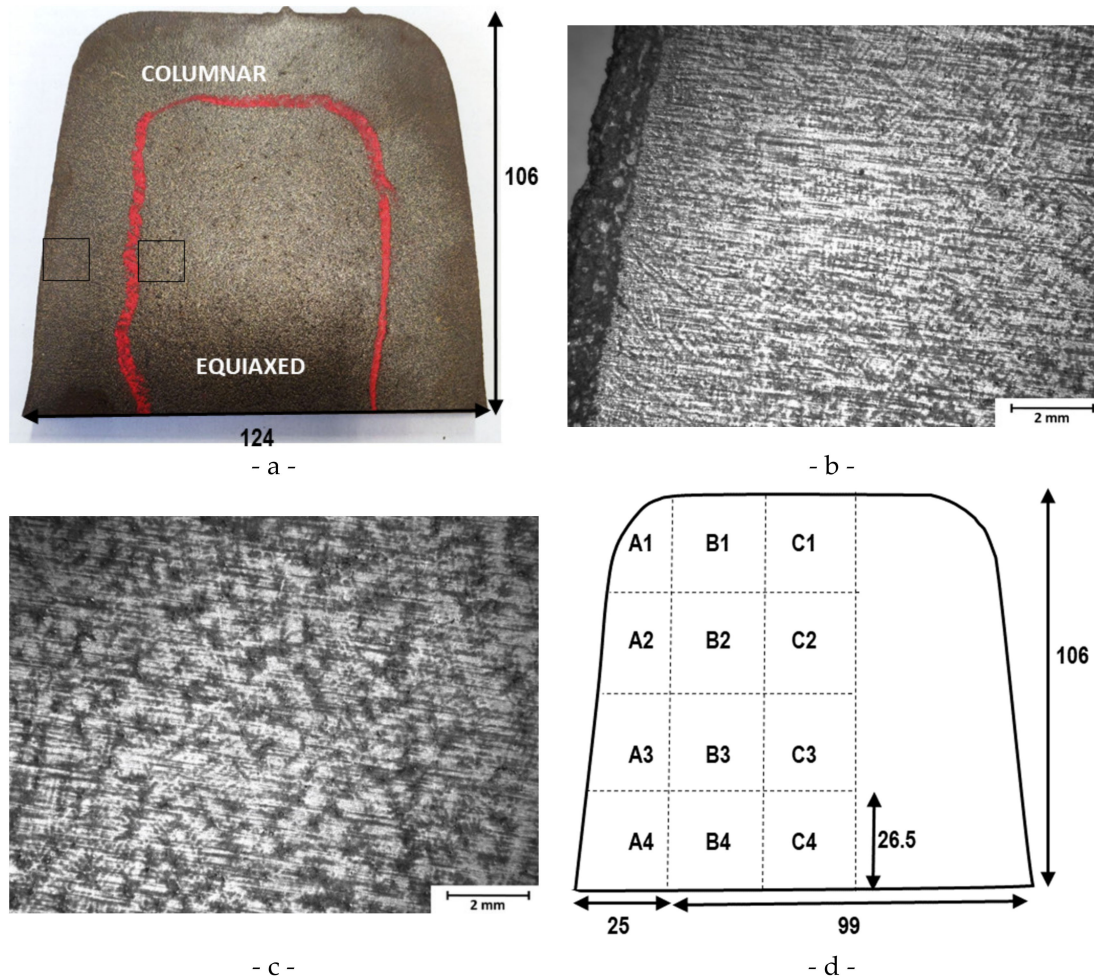 COLUMNAR
106
EQUIAXED
124
- a -
2 mm
- b -
2 mm
- c -
A1 B1 C1
A2 B2 C2
106
A3 B3 C3
A4 B4 C4 26.5
25 99
- d -